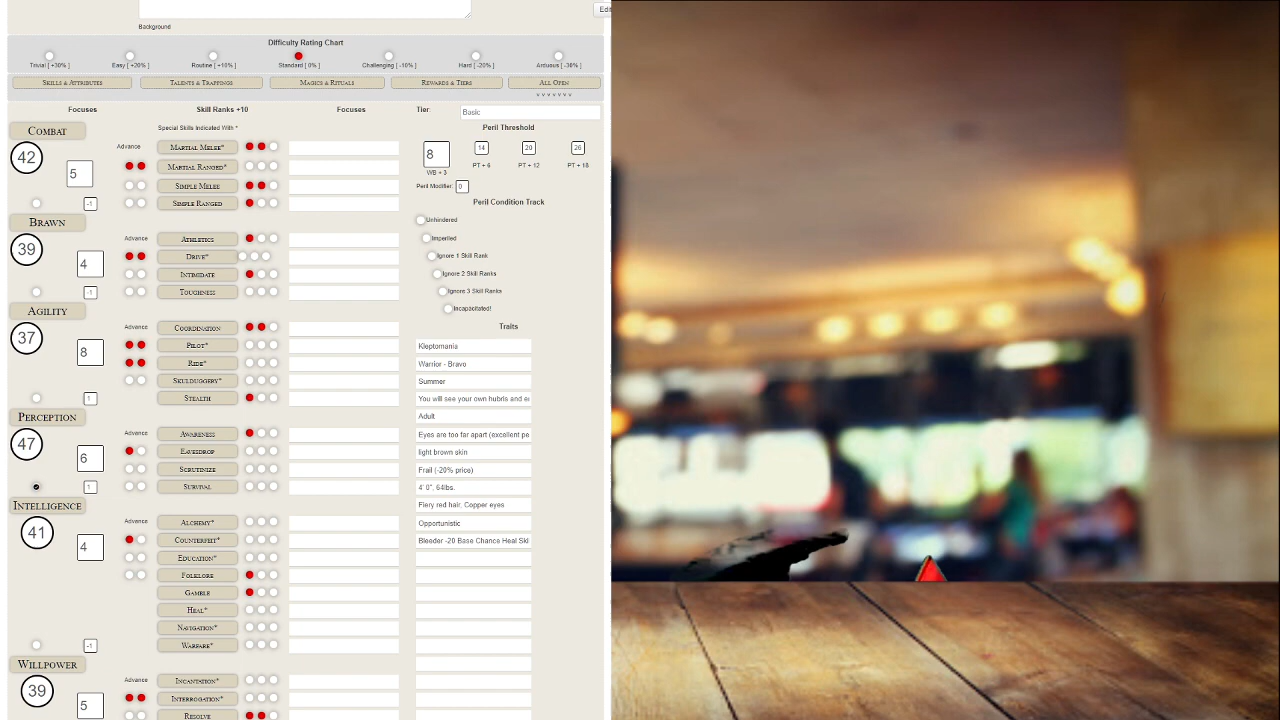 Edit
Background
Difficulty Rating Chart
Trivial [ +30% ] Easy [ +20% ] Routine [ +10% ] Standard [ 0% ] Challenging [ -10% ] Hard [ -20% ] Arduous [ -30% ]
Skills & Attributes Talents & Trappings Magics & Rituals Rewards & Tiers All Open
v v v v v v v
Focuses Skill Ranks +10 Focuses Tier: Basic
Combat Special Skills Indicated With * Peril Threshold
42 5 Advance Martial Melee* 8 14 20 26
Martial Ranged* WB + 3 PT + 6 PT + 12 PT + 18
Simple Melee Peril Modifier: 0
-1 Simple Ranged Peril Condition Track
Brawn Unhindered
39 4 Advance Athletics Imperiled
Drive* Ignore 1 Skill Rank
Intimidate Ignore 2 Skill Ranks
-1 Toughness Ignore 3 Skill Ranks
Agility Incapacitated!
37 8 Coordination Traits
Advance Pilot* Kleptomania
Ride* Warrior - Bravo
Skulduggery* Summer
1 Stealth You will see your own hubris and
Perception Adult
47 6 Advance Awareness Eyes are too far apart (excellent pe
Eavesdrop light brown skin
Scrutinize Frail (-20% price)
1 Survival 4' 0", 64lbs.
Intelligence Fiery red hair, Copper eyes
41 4 Advance Alchemy* Opportunistic
Counterfeit* Bleeder -20 Base Chance Heal Skl
Education*
Folklore
Gamble
Heal*
Navigation*
-1 Warfare*
Willpower
39 5 Advance Incantation*
Interrogation*
Resolve